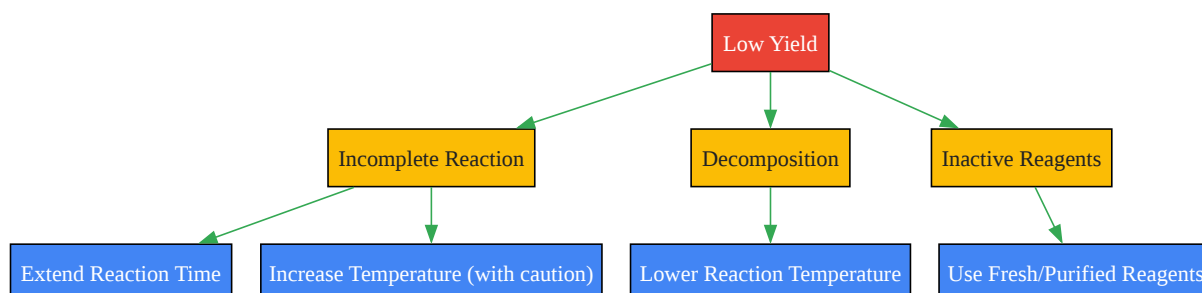 Low Yield
Incomplete Reaction
Decomposition
Inactive Reagents
Extend Reaction Time
Increase Temperature (with caution)
Lower Reaction Temperature
Use Fresh/Purified Reagents